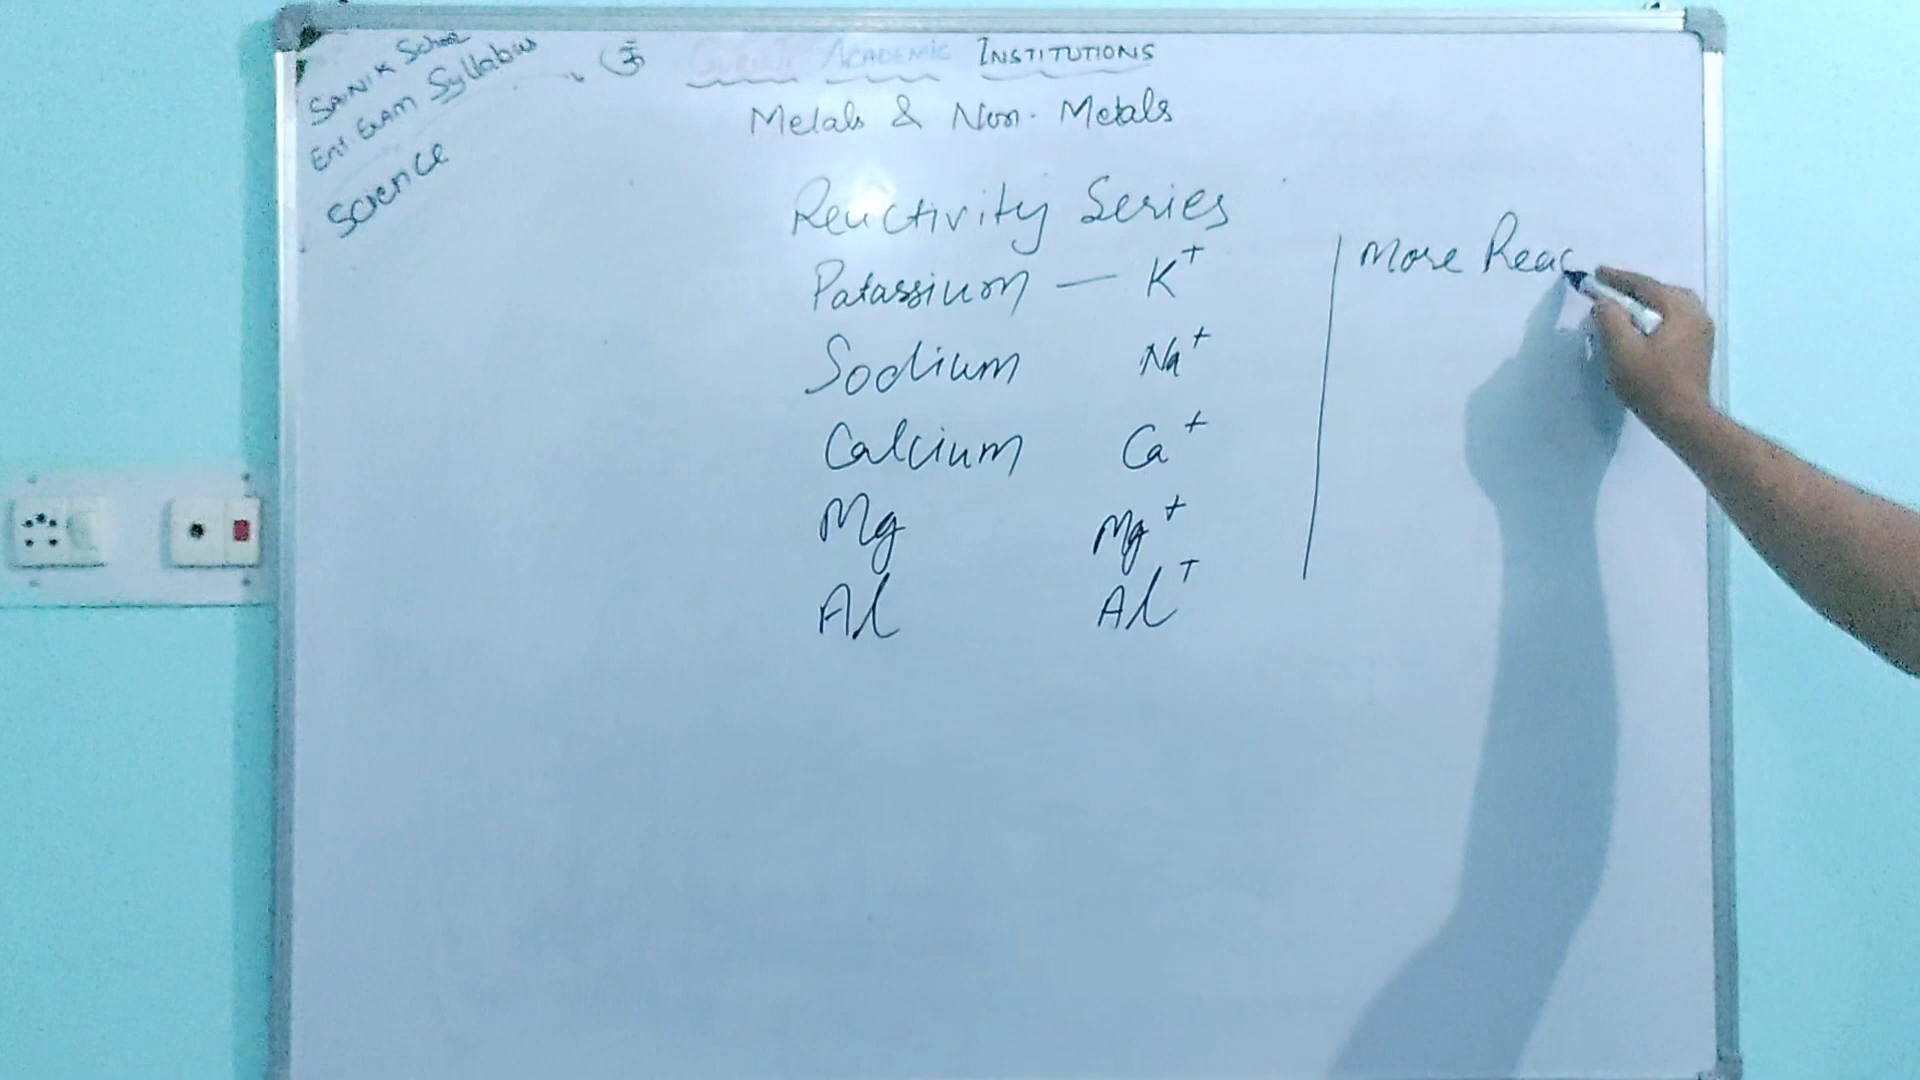 SAINIK School
Ent EXAM Syllabus
Science
ॐ GURUJI ACADEMIC INSTITUTIONS
Metals & Non-Metals
Reactivity Series
Patassium — K⁺
Sodium Na⁺
Calcium Ca⁺
Mg Mg⁺
Al Al⁺
More Reac